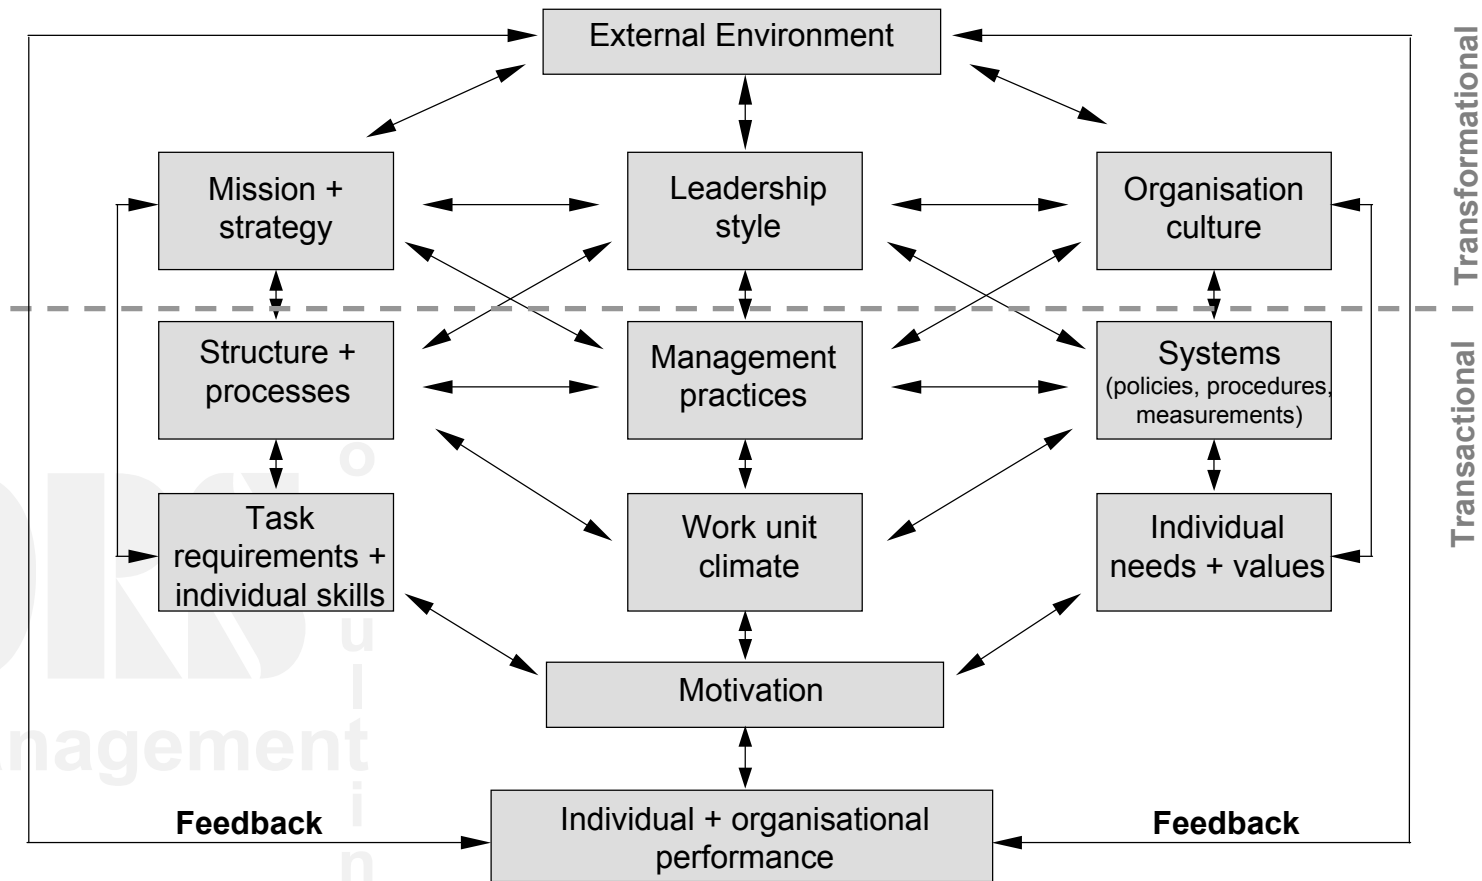 External Environment
Transformational
Mission +
strategy
Leadership
style
Organisation
culture
Structure +
processes
Management
practices
Systems
(policies, procedures,
measurements)
Transactional
Task
requirements +
individual skills
Work unit
climate
Individual
needs + values
Motivation
Feedback
Individual + organisational
performance
Feedback